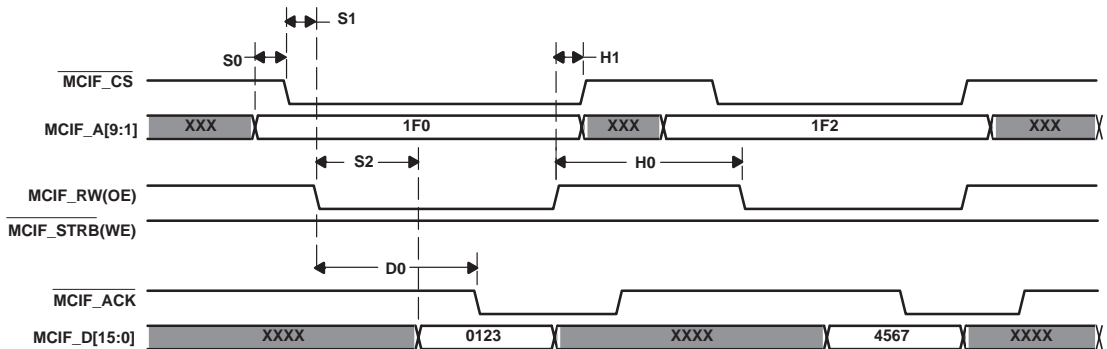 S1
S0
H1
MCIF_CS
MCIF_A[9:1]
XXX
1F0
XXX
1F2
XXX
S2
H0
MCIF_RW(OE)
MCIF_STRB(WE)
D0
MCIF_ACK
MCIF_D[15:0]
XXXX
0123
XXXX
4567
XXXX